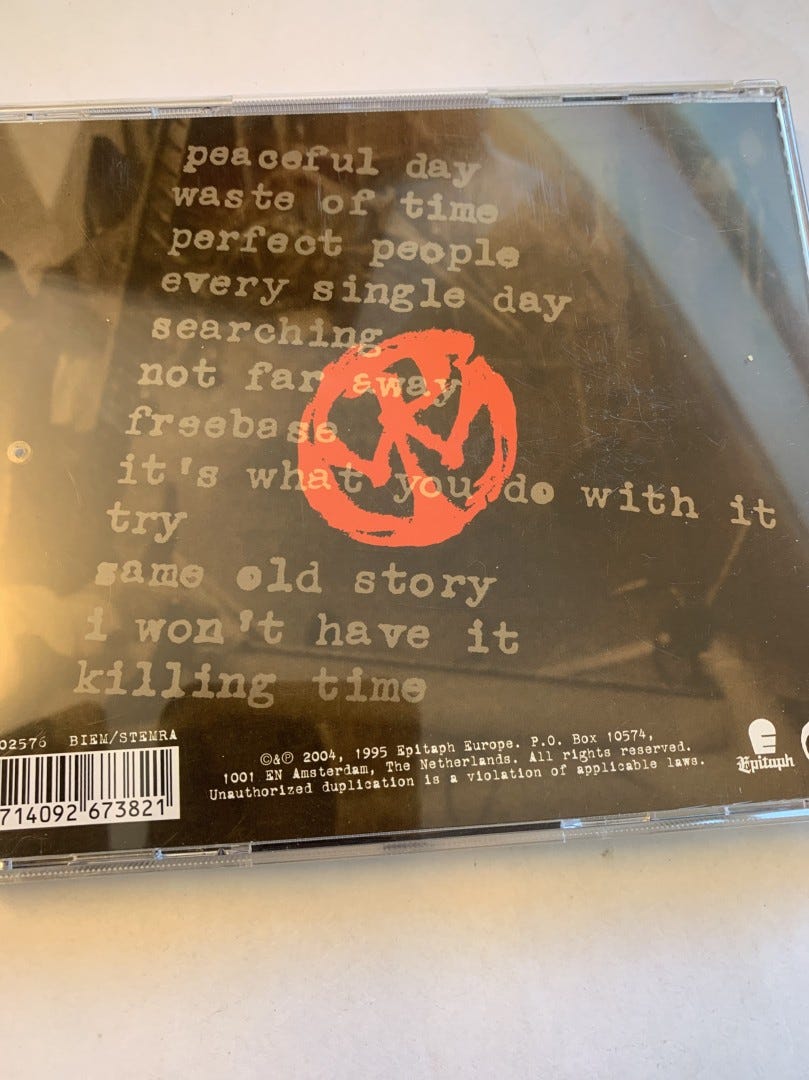 peaceful day
waste of time
perfect people
every single day
searching
not far away
freebase
it's what you do with it
try
same old story
i won't have it
killing time
02576 BIEM/STEMRA
714092 673821
©&℗ 2004, 1995 Epitaph Europe. P.O. Box 10574,
1001 EN Amsterdam, The Netherlands. All rights reserved.
Unauthorized duplication is a violation of applicable laws.
Epitaph